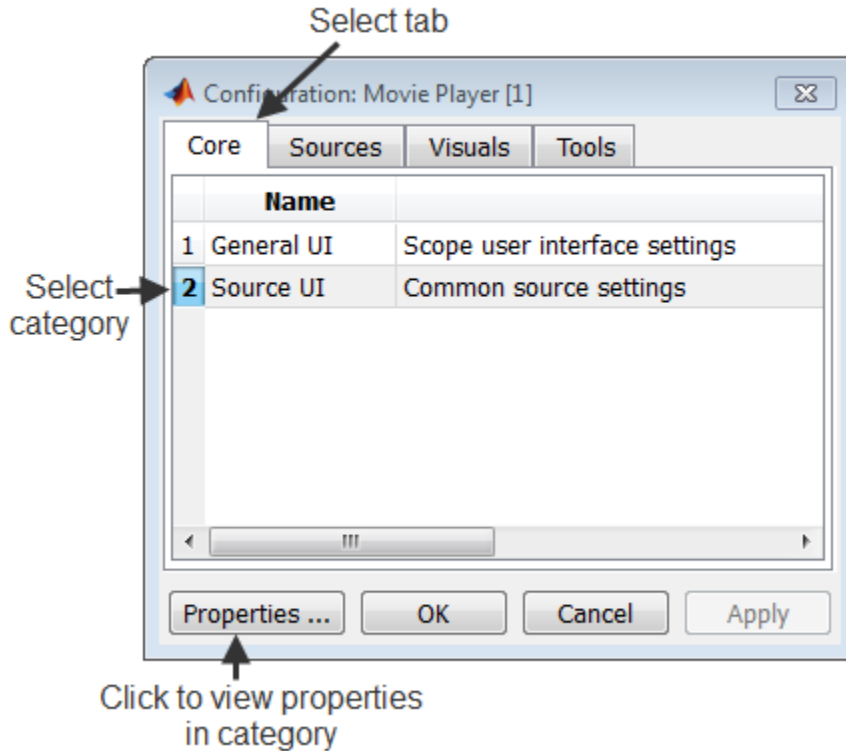 Select tab
Configuration: Movie Player [1]
Core Sources Visuals Tools
Name
1 General UI Scope user interface settings
Select category
2 Source UI Common source settings
Properties ... OK Cancel Apply
Click to view properties
in category